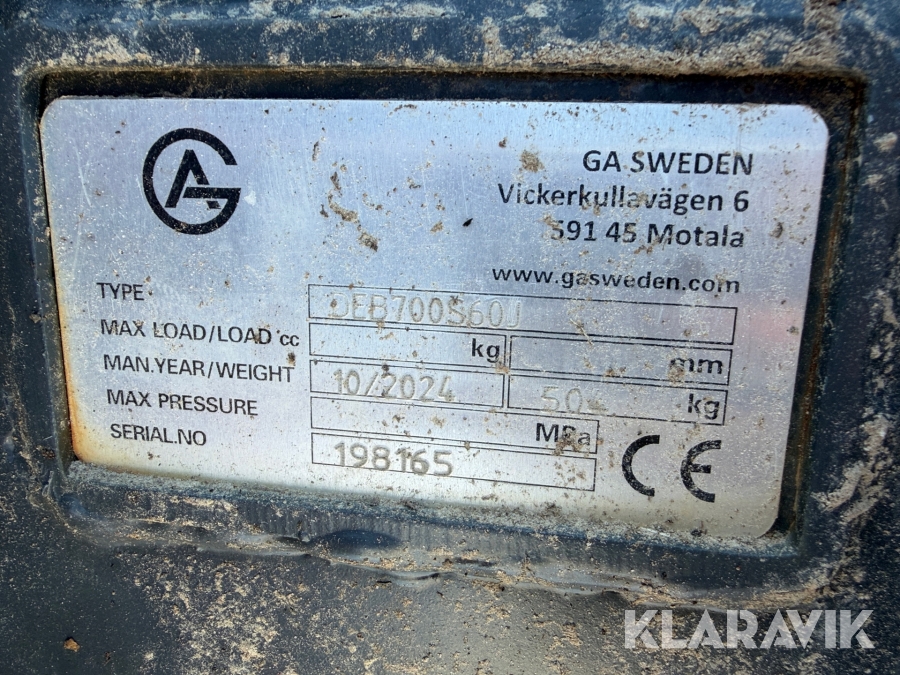 GA
GA SWEDEN
Vickerkullavägen 6
591 45 Motala
www.gasweden.com
TYPE DEB700S60J
MAX LOAD/LOAD cc kg mm
MAN.YEAR/WEIGHT 10/2024 50 kg
MAX PRESSURE MPa
SERIAL.NO 198165
CE
KLARAVIK